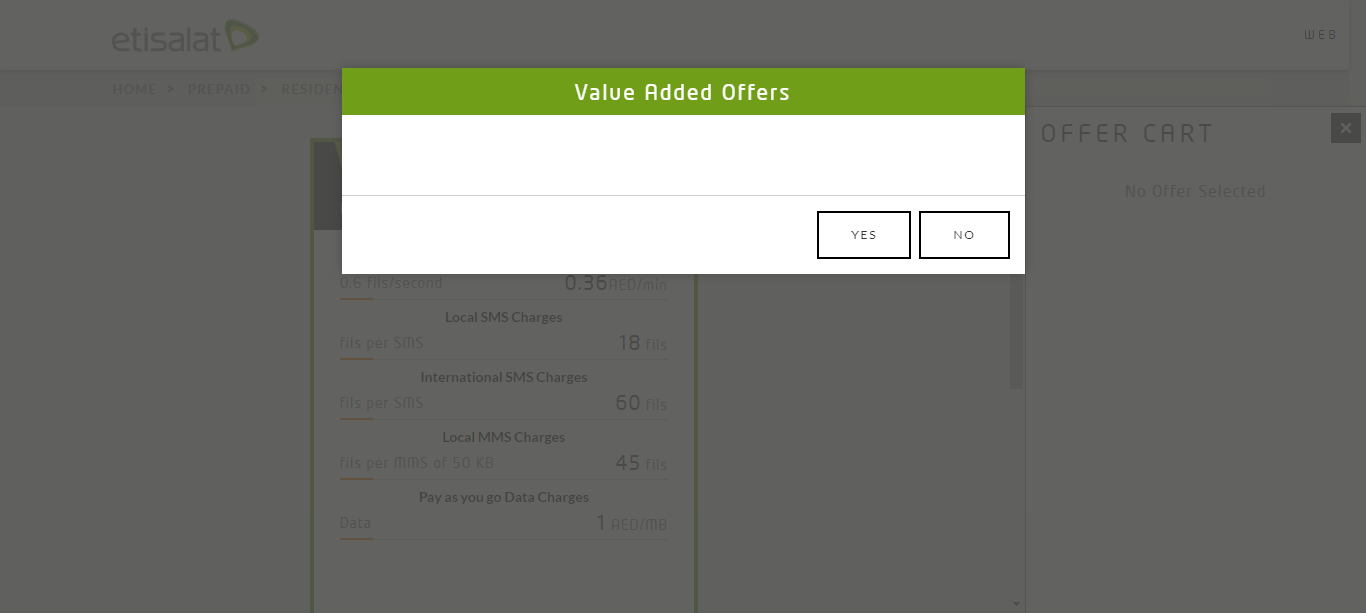 etisalat
WEB
HOME > PREPAID > RESIDEN
Value Added Offers
YES NO
OFFER CART
No Offer Selected
0.6 fils/second 0.36 AED/min
Local SMS Charges
fils per SMS 18 fils
International SMS Charges
fils per SMS 60 fils
Local MMS Charges
fils per MMS of 50 KB 45 fils
Pay as you go Data Charges
Data 1 AED/MB